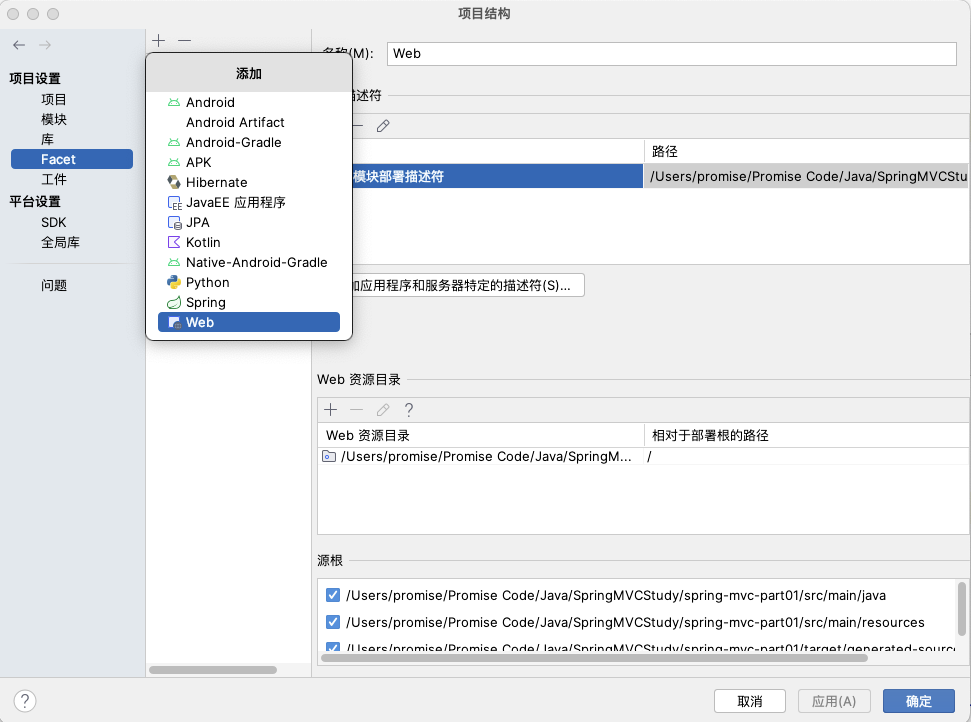 项目结构
项目设置
项目
模块
库
Facet
工件
平台设置
SDK
全局库
问题
添加
Android
Android Artifact
Android-Gradle
APK
Hibernate
JavaEE 应用程序
JPA
Kotlin
Native-Android-Gradle
Python
Spring
Web
(M):
Web
描述符
路径
模块部署描述符
/Users/promise/Promise Code/Java/SpringMVCStu
应用程序和服务器特定的描述符(S)...
Web 资源目录
?
Web 资源目录
相对于部署根的路径
/Users/promise/Promise Code/Java/SpringM...
/
源根
/Users/promise/Promise Code/Java/SpringMVCStudy/spring-mvc-part01/src/main/java
/Users/promise/Promise Code/Java/SpringMVCStudy/spring-mvc-part01/src/main/resources
/Users/promise/Promise Code/Java/SpringMVCStudy/spring-mvc-part01/target/generated-sourc
?
取消
应用(A)
确定